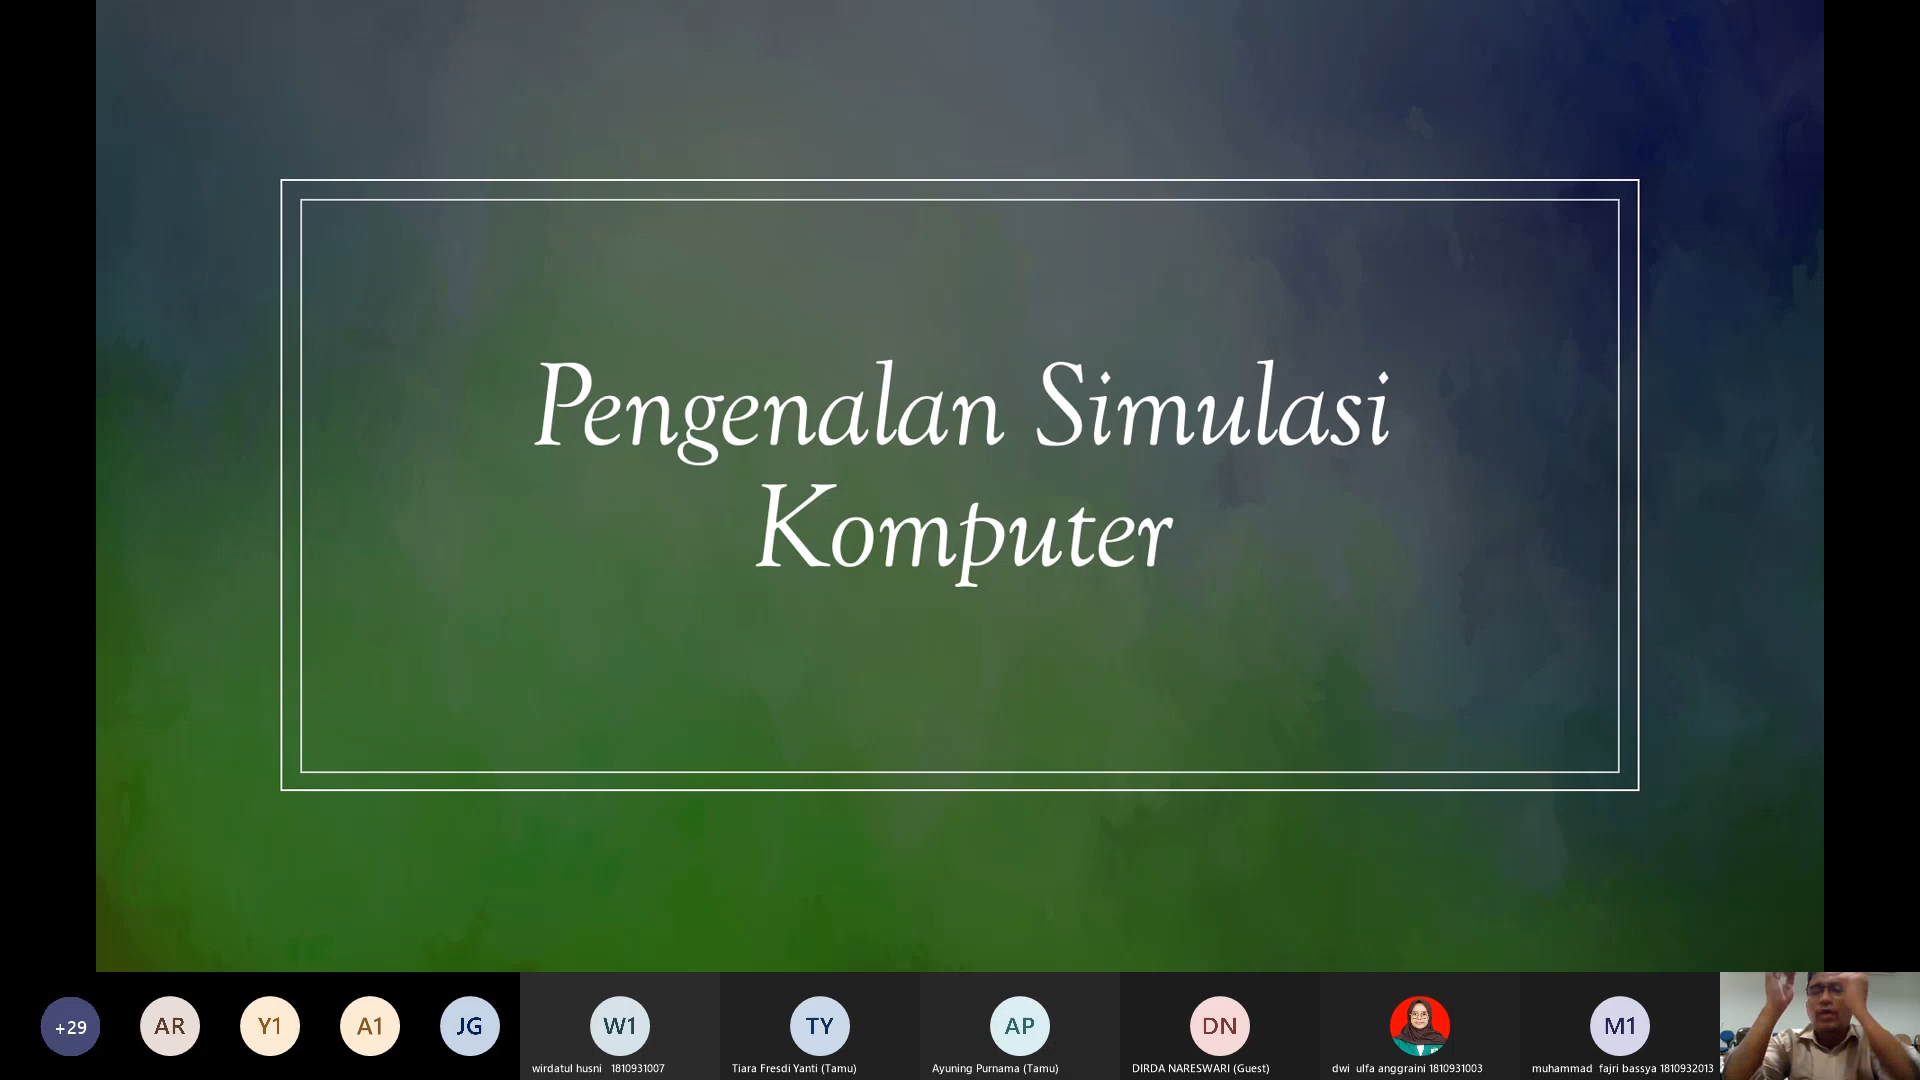 Pengenalan Simulasi
Komputer
+29
AR
Y1
A1
JG
W1
TY
AP
DN
M1
wirdatul husni 1810931007
Tiara Fresdi Yanti (Tamu)
Ayuning Purnama (Tamu)
DIRDA NARESWARI (Guest)
dwi ulfa anggraini 1810931003
muhammad fajri bassya 1810932013